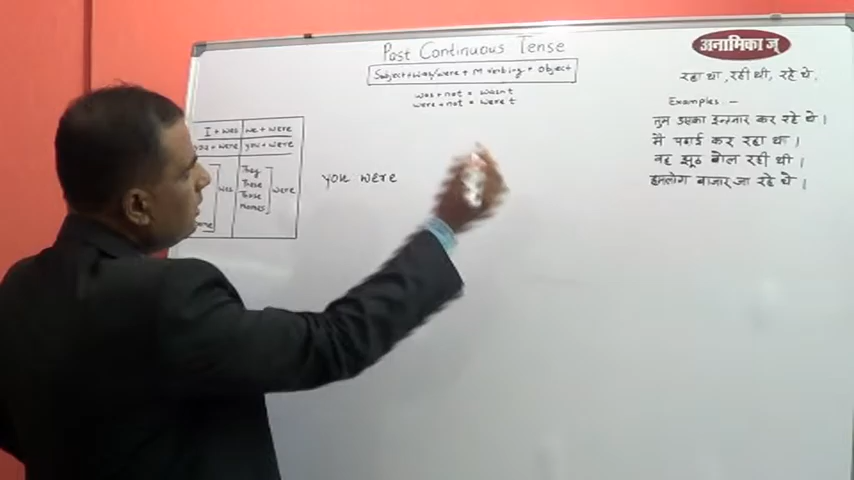 Past Continuous Tense
अनामिका ज्
Subject+was/were + M verbing + Object
रहा था, रही थी, रहे थे.
was + not = wasn't
were + not = weren't
Examples :-
तुम उसका इन्तजार कर रहे थे।
मैं पढाई कर रहा था।
वह झूठ बोल रही थी।
हमलोग बाजार जा रहे थे।
I + was
we + were
you + were
you + were
was
They
These
Those
Names
were
you were